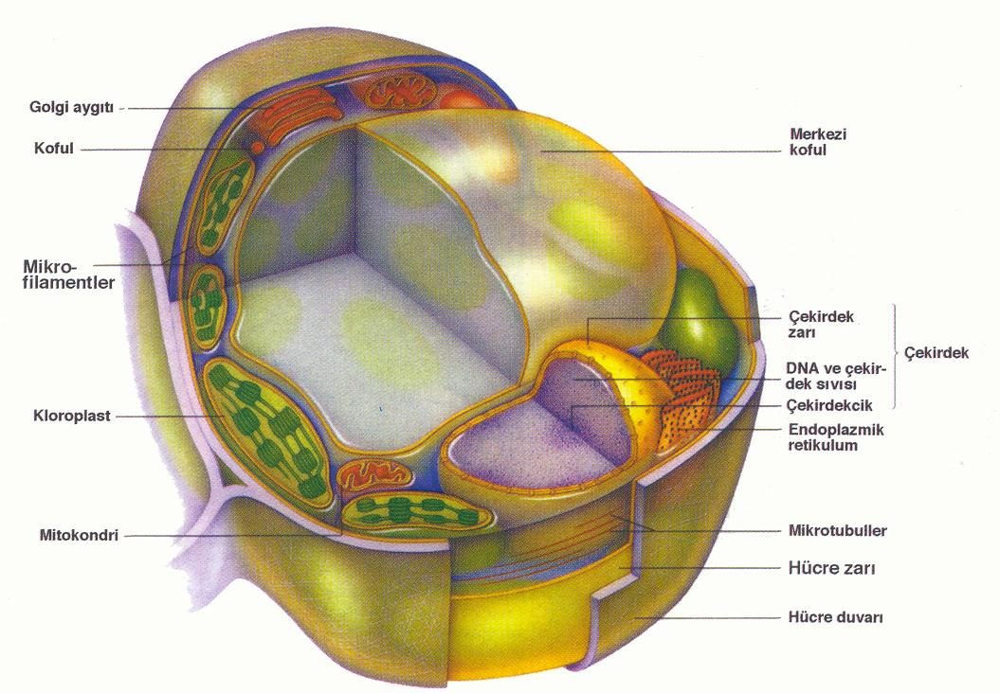 Golgi aygıtı
Koful
Mikro-
filamentler
Kloroplast
Mitokondri
Merkezi
koful
Çekirdek
zarı
DNA ve çekir-
dek sıvısı
Çekirdekcik
Çekirdek
Endoplazmik
retikulum
Mikrotubuller
Hücre zarı
Hücre duvarı